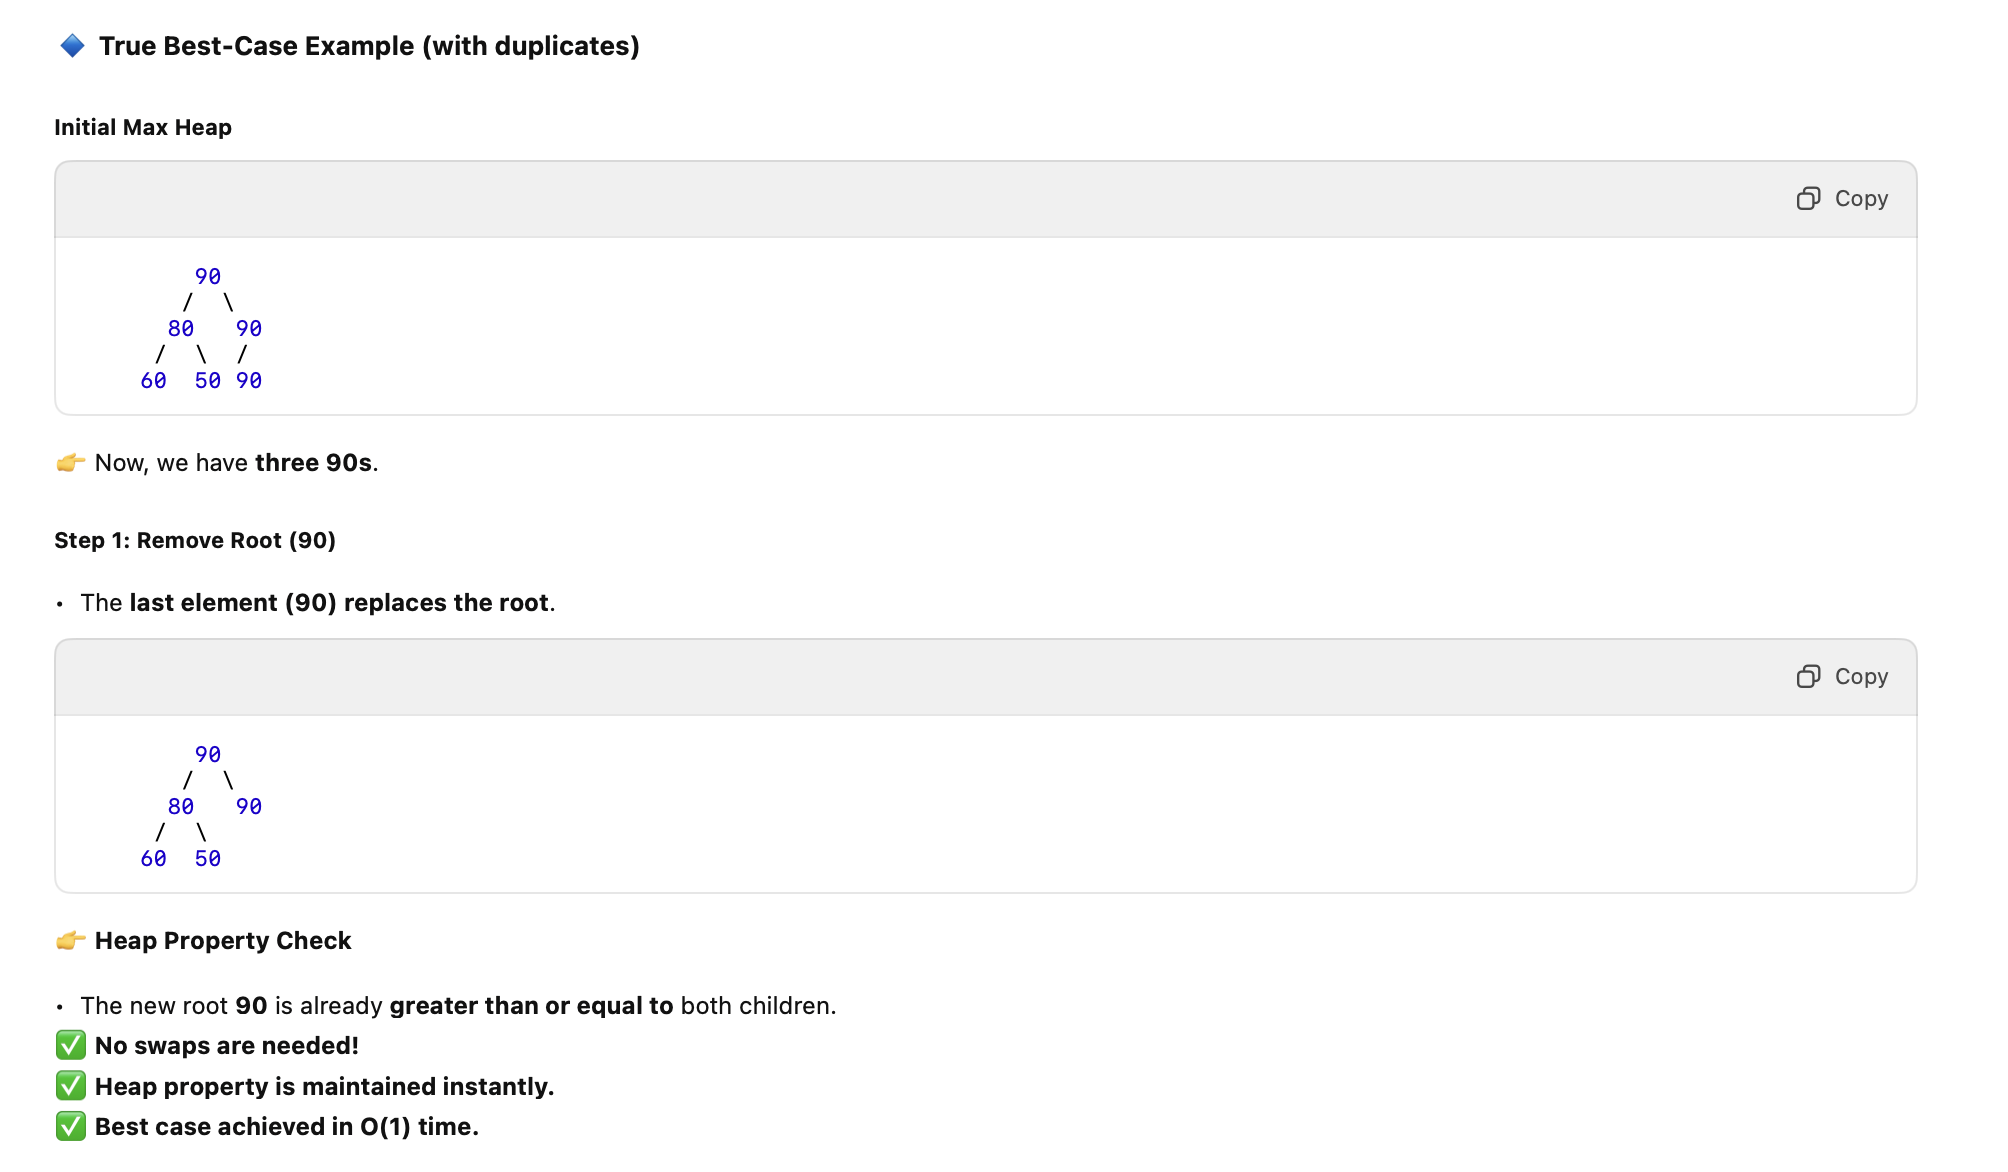 🔹 True Best-Case Example (with duplicates)
Initial Max Heap
Copy
90
/ \
80 90
/ \ /
60 50 90
👉 Now, we have three 90s.
Step 1: Remove Root (90)
• The last element (90) replaces the root.
Copy
90
/ \
80 90
/ \
60 50
👉 Heap Property Check
• The new root 90 is already greater than or equal to both children.
✅ No swaps are needed!
✅ Heap property is maintained instantly.
✅ Best case achieved in O(1) time.